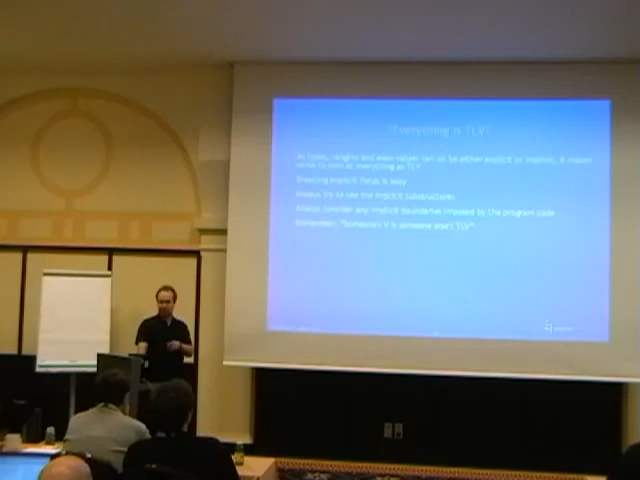 "Everything is TLV"
As types, lengths and even values can all be either explicit or implicit, it makes
sense to look at everything as TLV
Breaking explicit fields is easy
Always try to see the implicit substructures
Always consider any implicit boundaries imposed by the program code
Remember: "Someone's V is someone else's TLV"